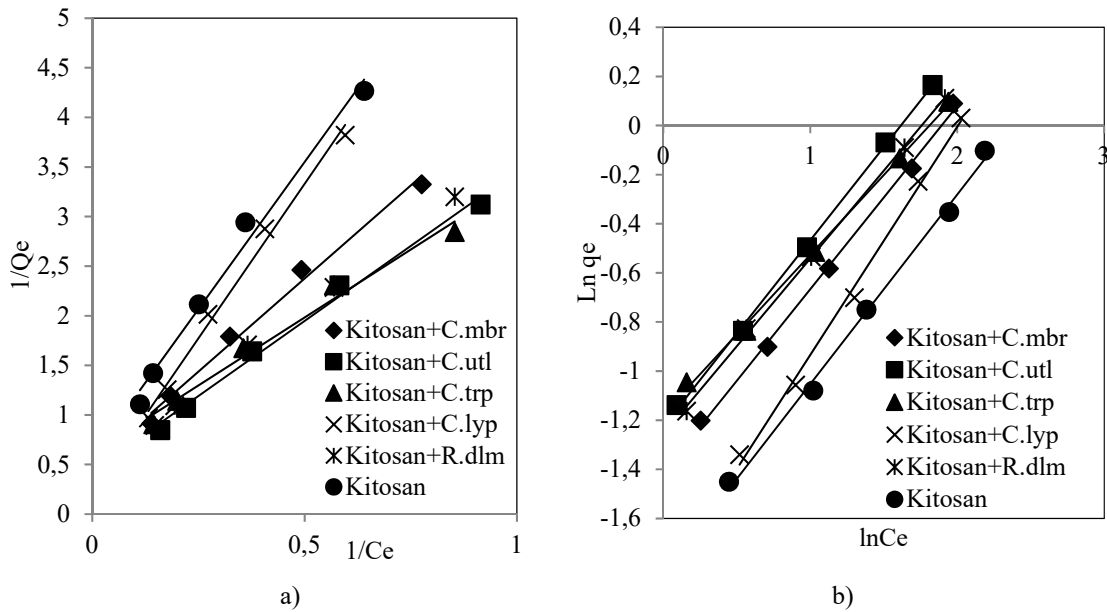 5
4,5
4
3,5
3
2,5
2
1,5
1
0,5
0
1/Qe
0
0,5
1
1/Ce
Kitosan+C.mbr
Kitosan+C.utl
Kitosan+C.trp
Kitosan+C.lyp
Kitosan+R.dlm
Kitosan
a)
0,4
0,2
0
-0,2
-0,4
-0,6
-0,8
-1
-1,2
-1,4
-1,6
Ln qe
0
1
2
3
lnCe
Kitosan+C.mbr
Kitosan+C.utl
Kitosan+C.trp
Kitosan+C.lyp
Kitosan+R.dlm
Kitosan
b)